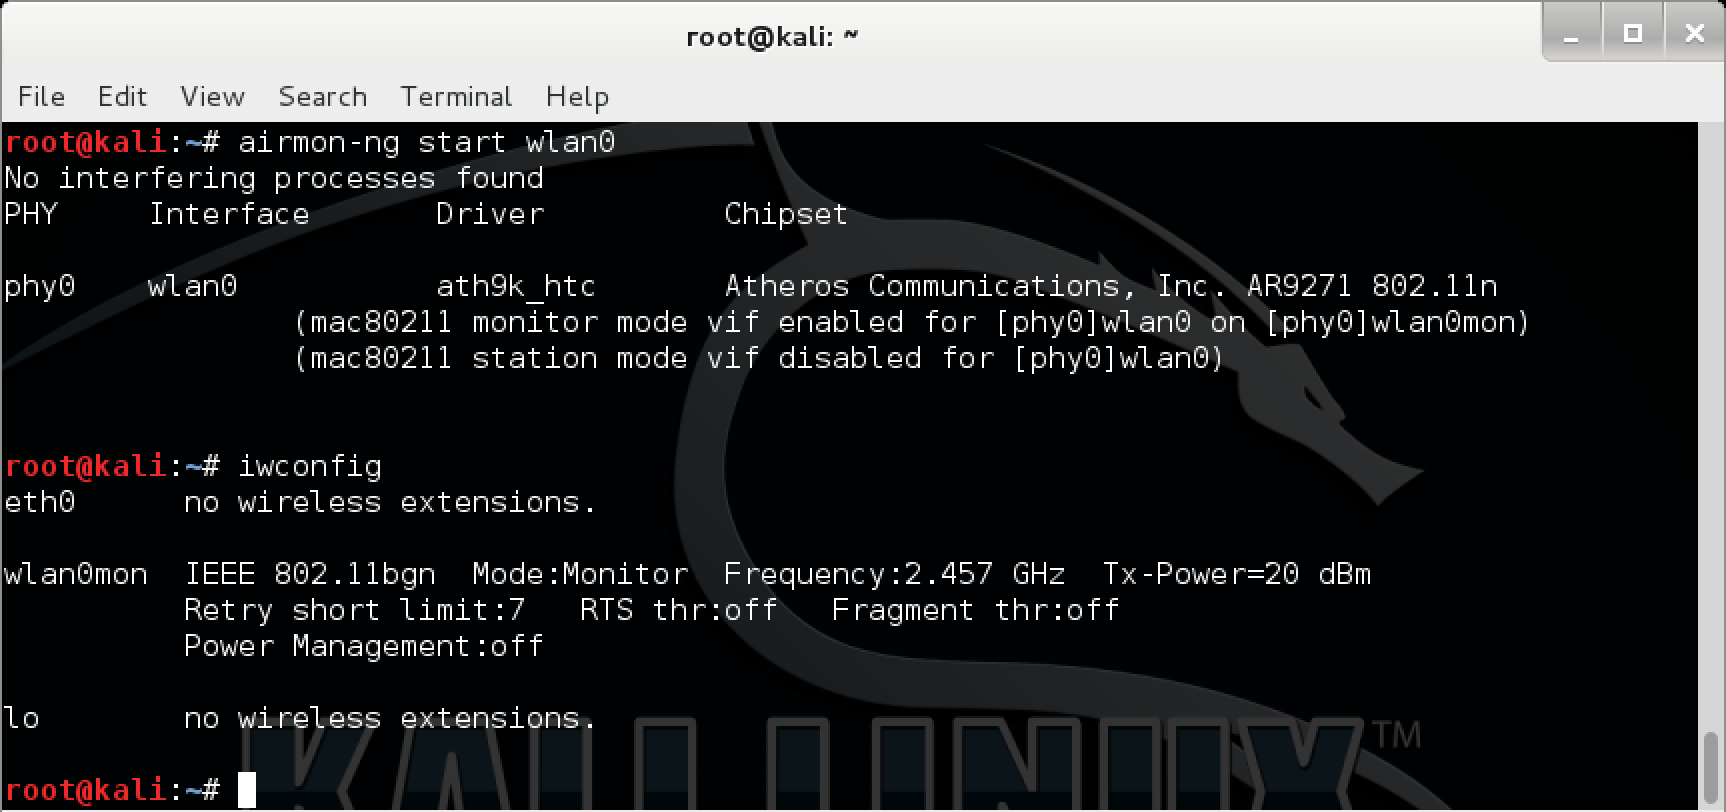 root@kali: ~
File Edit View Search Terminal Help
root@kali:~# airmon-ng start wlan0
No interfering processes found
PHY Interface Driver Chipset
phy0 wlan0 ath9k_htc Atheros Communications, Inc. AR9271 802.11n
(mac80211 monitor mode vif enabled for [phy0]wlan0 on [phy0]wlan0mon)
(mac80211 station mode vif disabled for [phy0]wlan0)
root@kali:~# iwconfig
eth0 no wireless extensions.
wlan0mon IEEE 802.11bgn Mode:Monitor Frequency:2.457 GHz Tx-Power=20 dBm
Retry short limit:7 RTS thr:off Fragment thr:off
Power Management:off
lo no wireless extensions.
KALI LINUX™
root@kali:~#